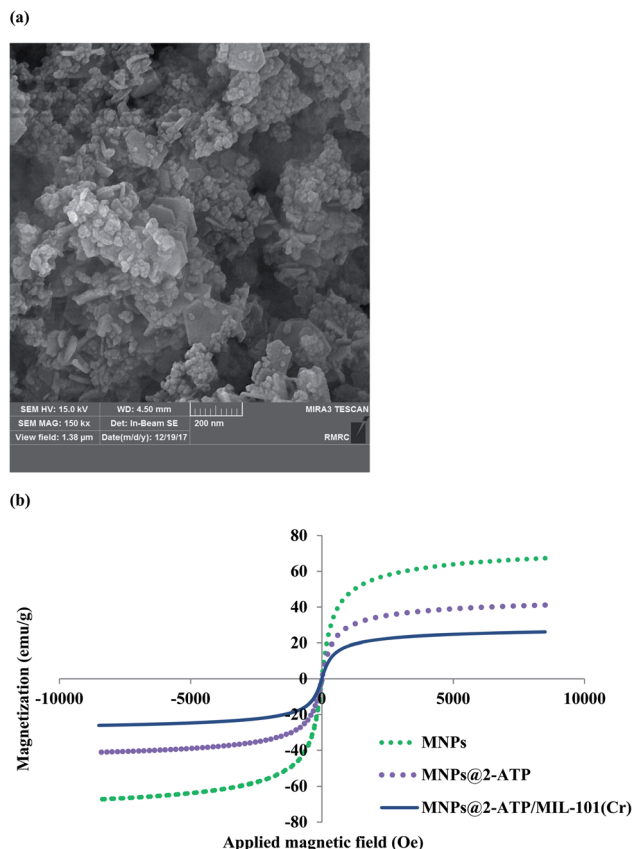 (a)
SEM HV: 15.0 kV WD: 4.50 mm MIRA3 TESCAN
SEM MAG: 150 kx Det: In-Beam SE 200 nm
View field: 1.38 µm Date(m/d/y): 12/19/17 RMRC
(b)
80
60
40
20
0
-20
-40
-60
-80
-10000 -5000 0 5000 10000
Magnetization (emu/g)
MNPs
MNPs@2-ATP
MNPs@2-ATP/MIL-101(Cr)
Applied magnetic field (Oe)